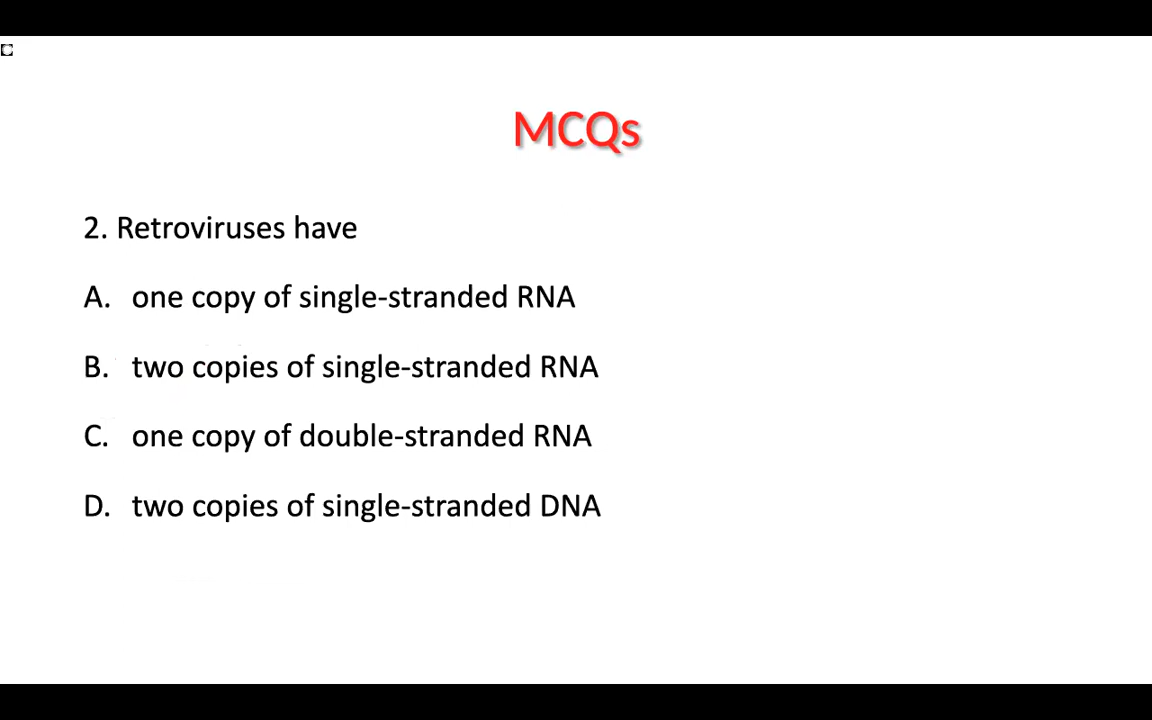 MCQs
2. Retroviruses have
A. one copy of single-stranded RNA
B. two copies of single-stranded RNA
C. one copy of double-stranded RNA
D. two copies of single-stranded DNA